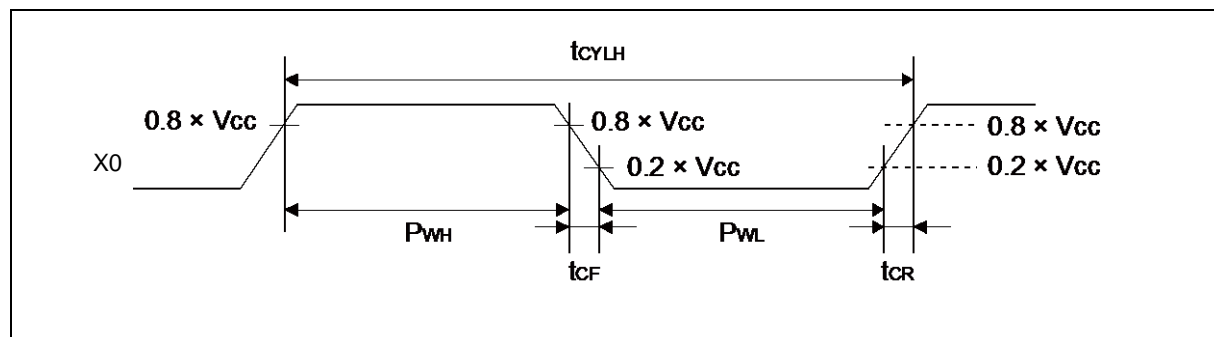 tCYLH
0.8 × Vcc
0.8 × Vcc
0.8 × Vcc
X0
0.2 × Vcc
0.2 × Vcc
PWH
PWL
tCF
tCR